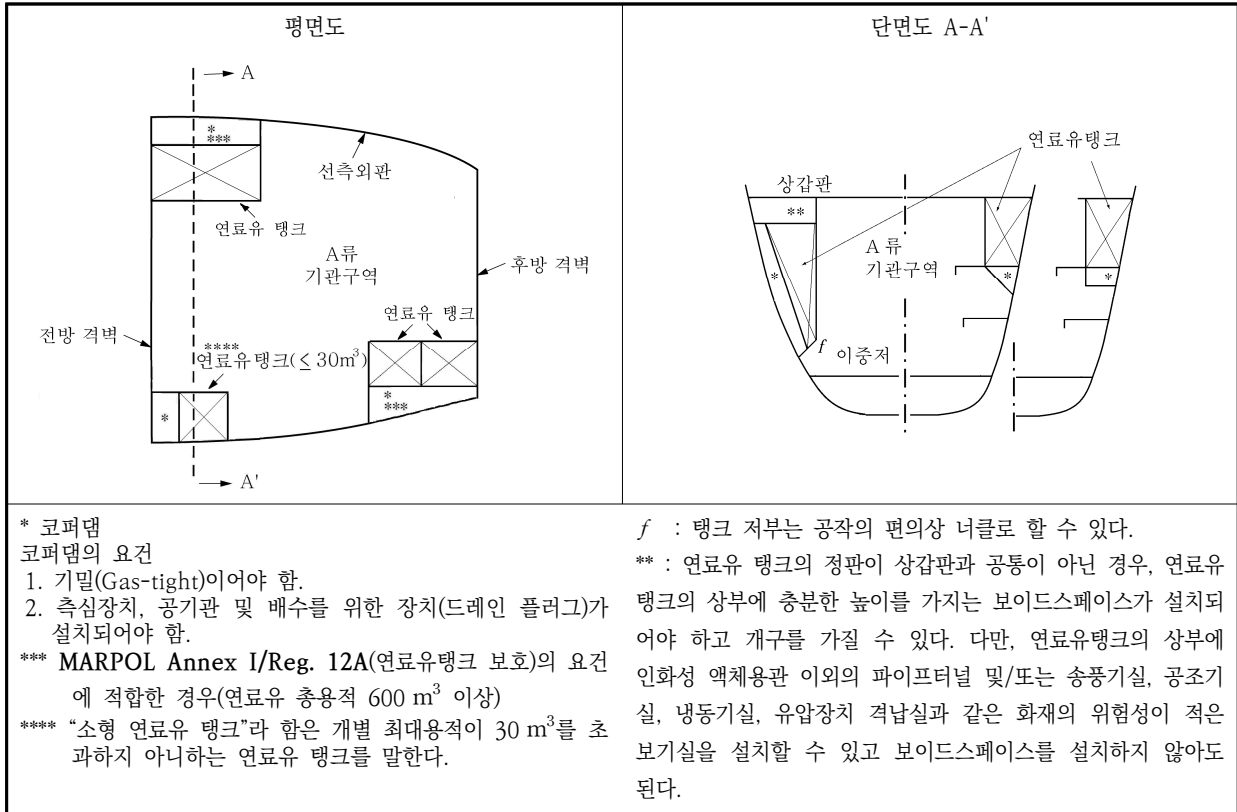 평면도
A
*
***
선측외판
연료유 탱크
A류
기관구역
후방 격벽
연료유 탱크
전방 격벽
****
연료유탱크(≤ 30m³)
*
*
***
A'
단면도 A-A'
연료유탱크
상갑판
**
A 류
기관구역
*
*
*
f
이중저
* 코퍼댐
코퍼댐의 요건
1. 기밀(Gas-tight)이어야 함.
2. 측심장치, 공기관 및 배수를 위한 장치(드레인 플러그)가
설치되어야 함.
*** MARPOL Annex I/Reg. 12A(연료유탱크 보호)의 요건
에 적합한 경우(연료유 총용적 600 m³ 이상)
**** “소형 연료유 탱크”라 함은 개별 최대용적이 30 m³를 초
과하지 아니하는 연료유 탱크를 말한다.
f : 탱크 저부는 공작의 편의상 너클로 할 수 있다.
** : 연료유 탱크의 정판이 상갑판과 공통이 아닌 경우, 연료유
탱크의 상부에 충분한 높이를 가지는 보이드스페이스가 설치되
어야 하고 개구를 가질 수 있다. 다만, 연료유탱크의 상부에
인화성 액체용관 이외의 파이프터널 및/또는 송풍기실, 공조기
실, 냉동기실, 유압장치 격납실과 같은 화재의 위험성이 적은
보기실을 설치할 수 있고 보이드스페이스를 설치하지 않아도
된다.